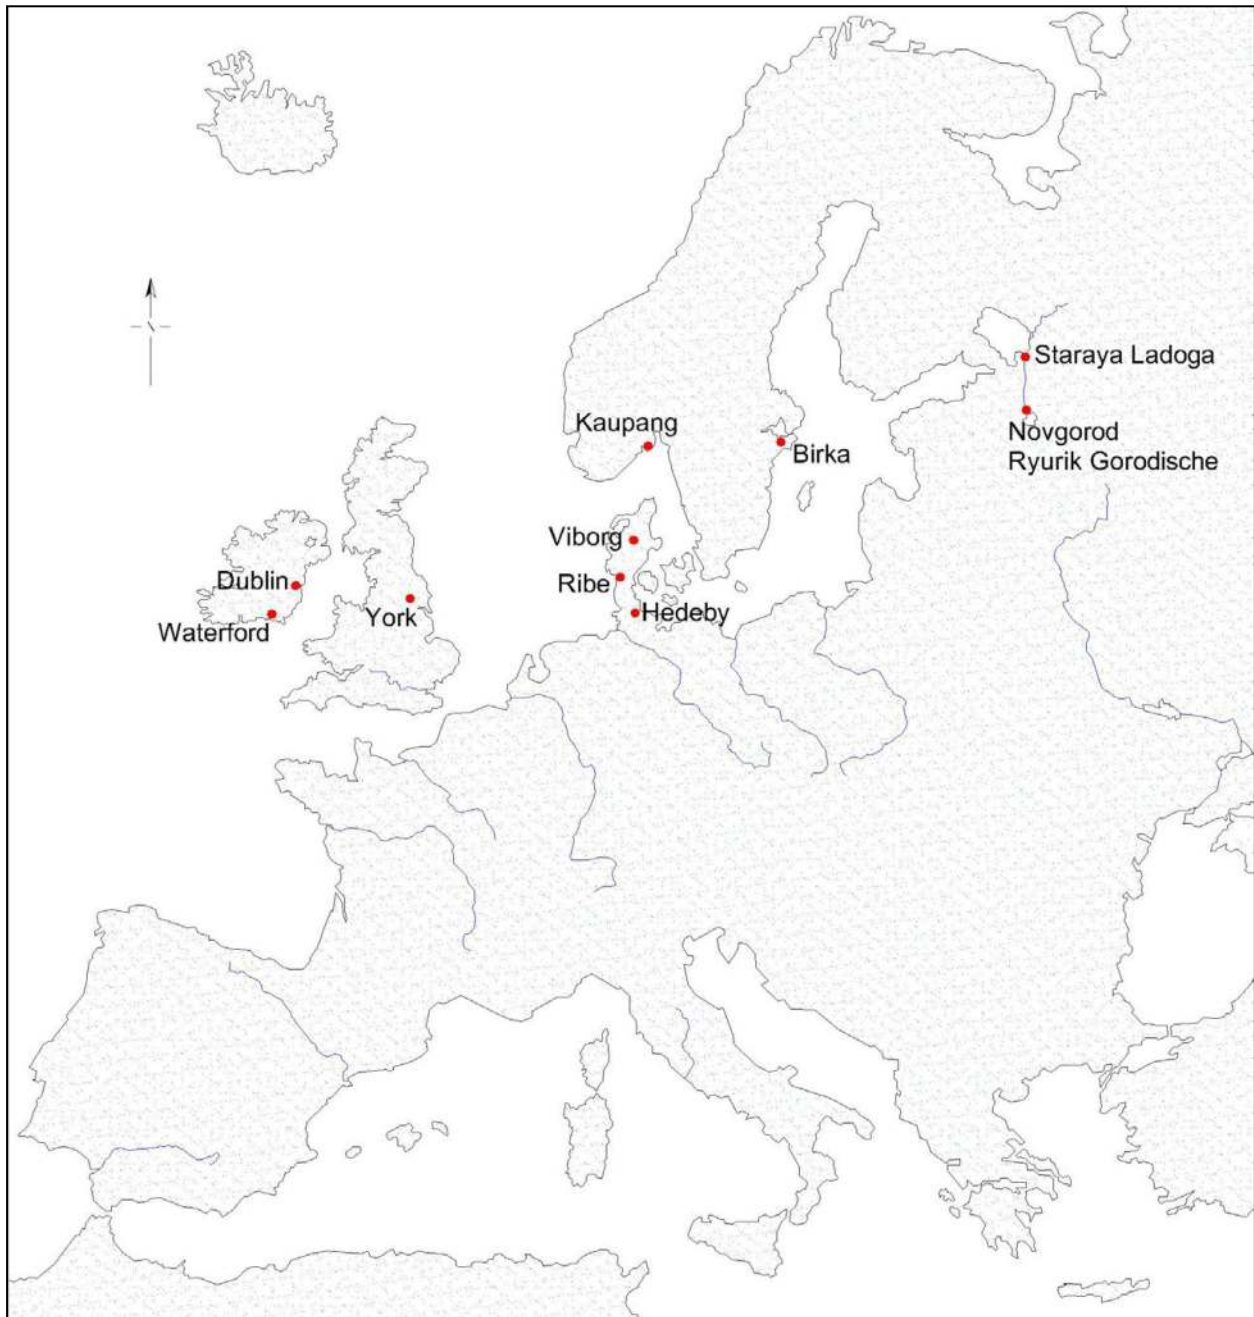 Staraya Ladoga
Kaupang
Birka
Novgorod
Ryurik Gorodische
Viborg
Ribe
Dublin
Hedeby
York
Waterford